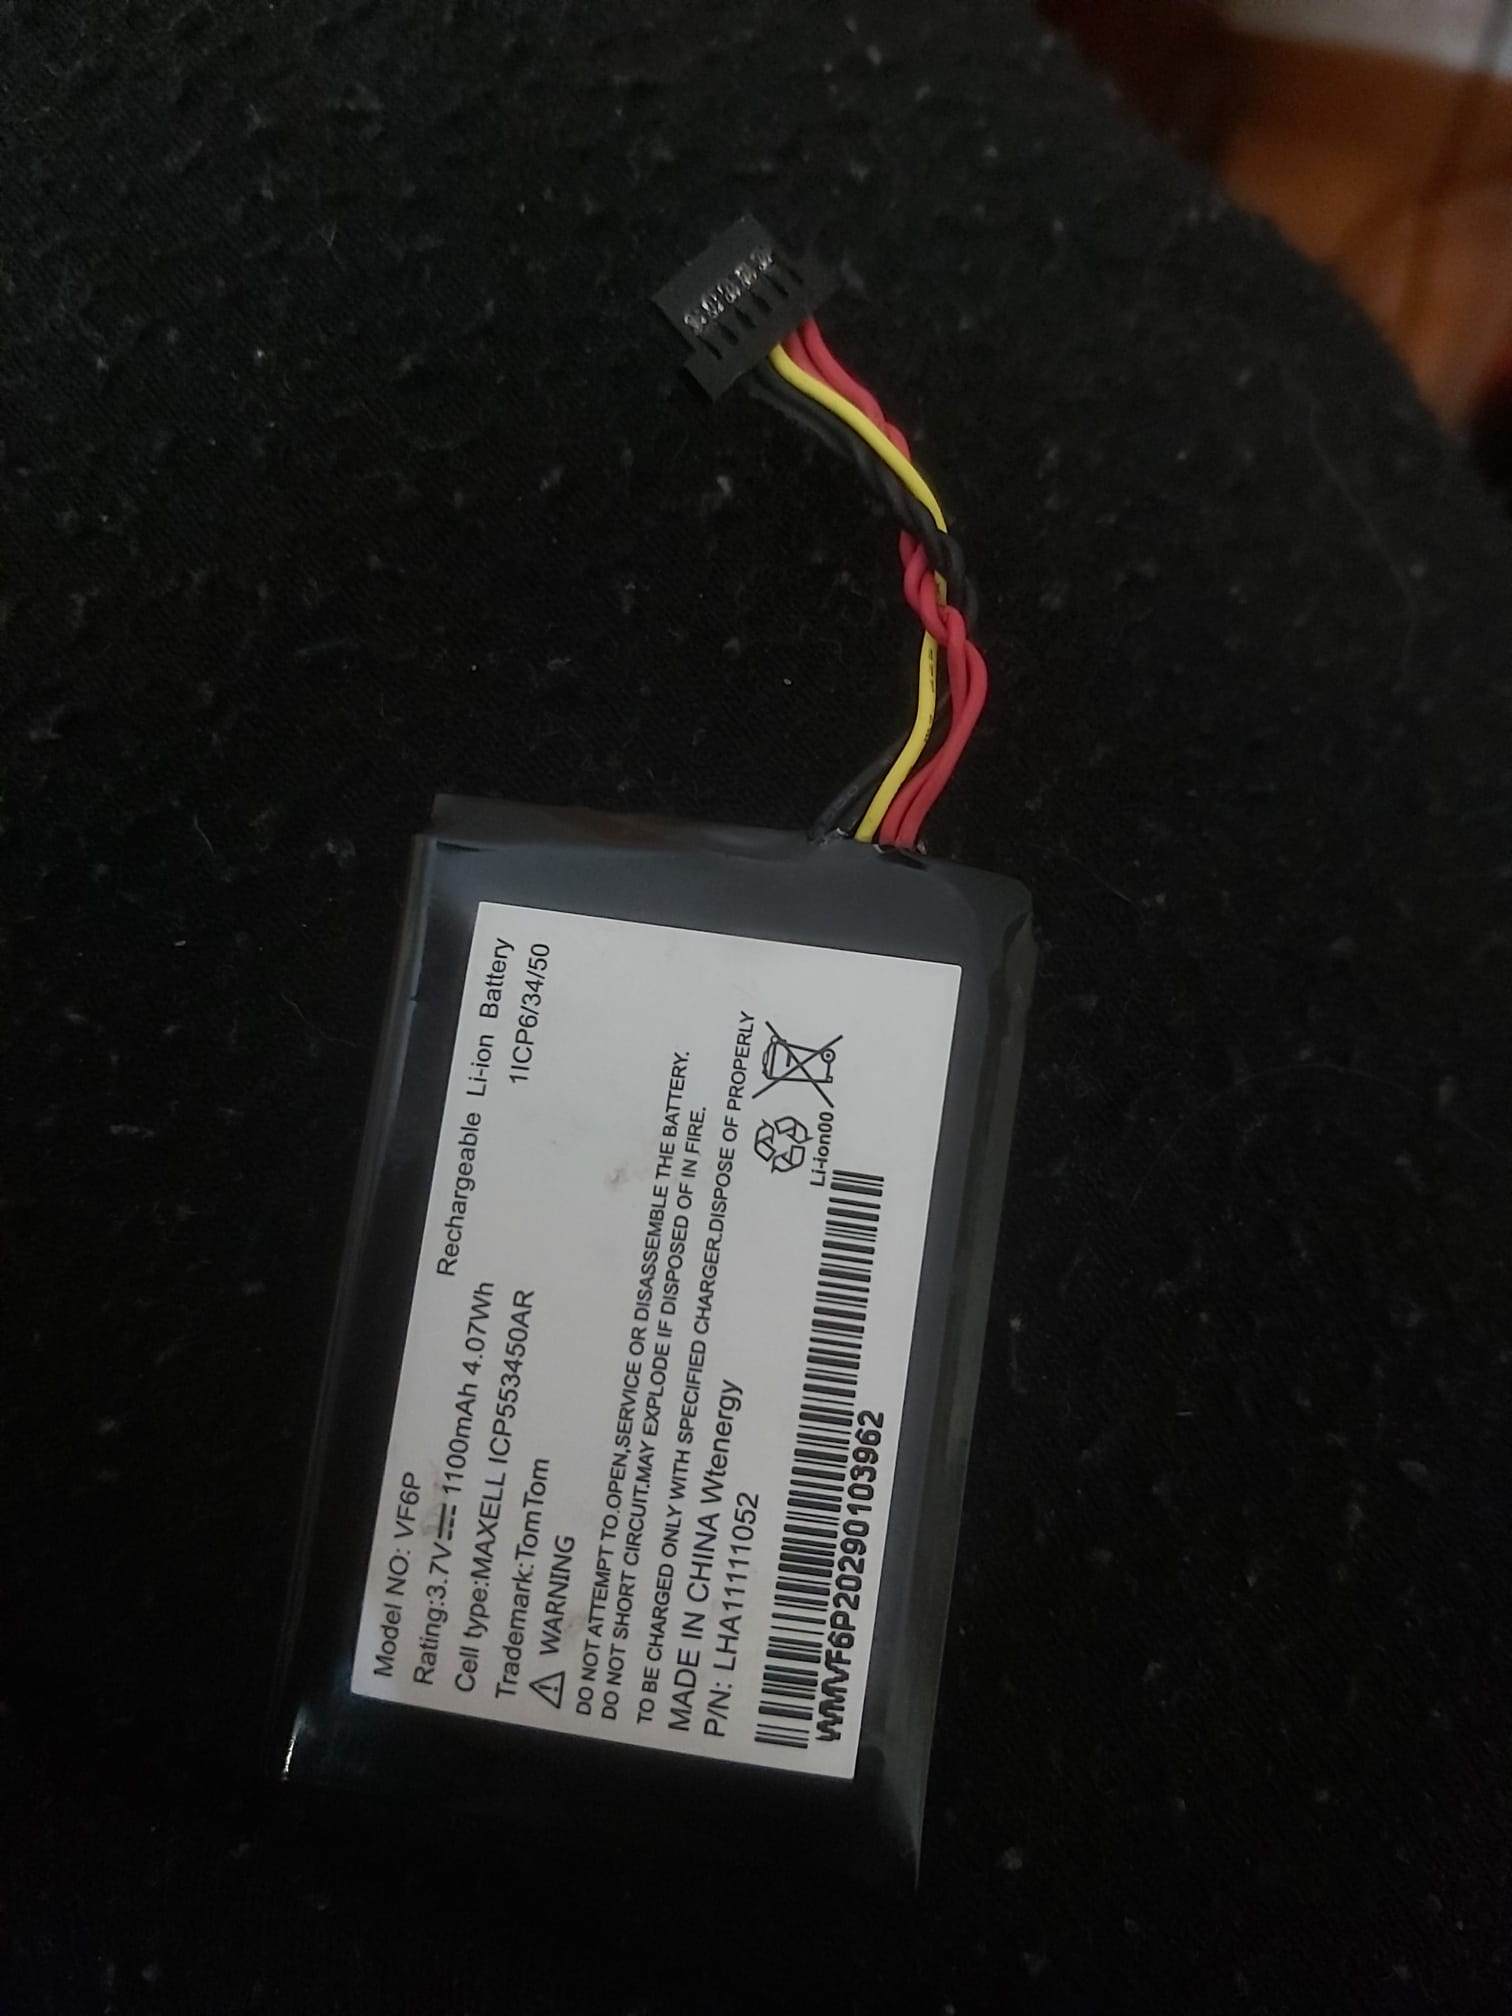 Model NO: VF6P
Rechargeable Li-ion Battery
Rating:3.7V⎓1100mAh 4.07Wh
1ICP6/34/50
Cell type:MAXELL ICP553450AR
Trademark:TomTom
⚠ WARNING
DO NOT ATTEMPT TO.OPEN,SERVICE OR DISASSEMBLE THE BATTERY.
DO NOT SHORT CIRCUIT.MAY EXPLODE IF DISPOSED OF IN FIRE.
TO BE CHARGED ONLY WITH SPECIFIED CHARGER.DISPOSE OF PROPERLY
MADE IN CHINA Wtenergy
P/N: LHA11111052
Li-ion00
WMVF6P20290103962